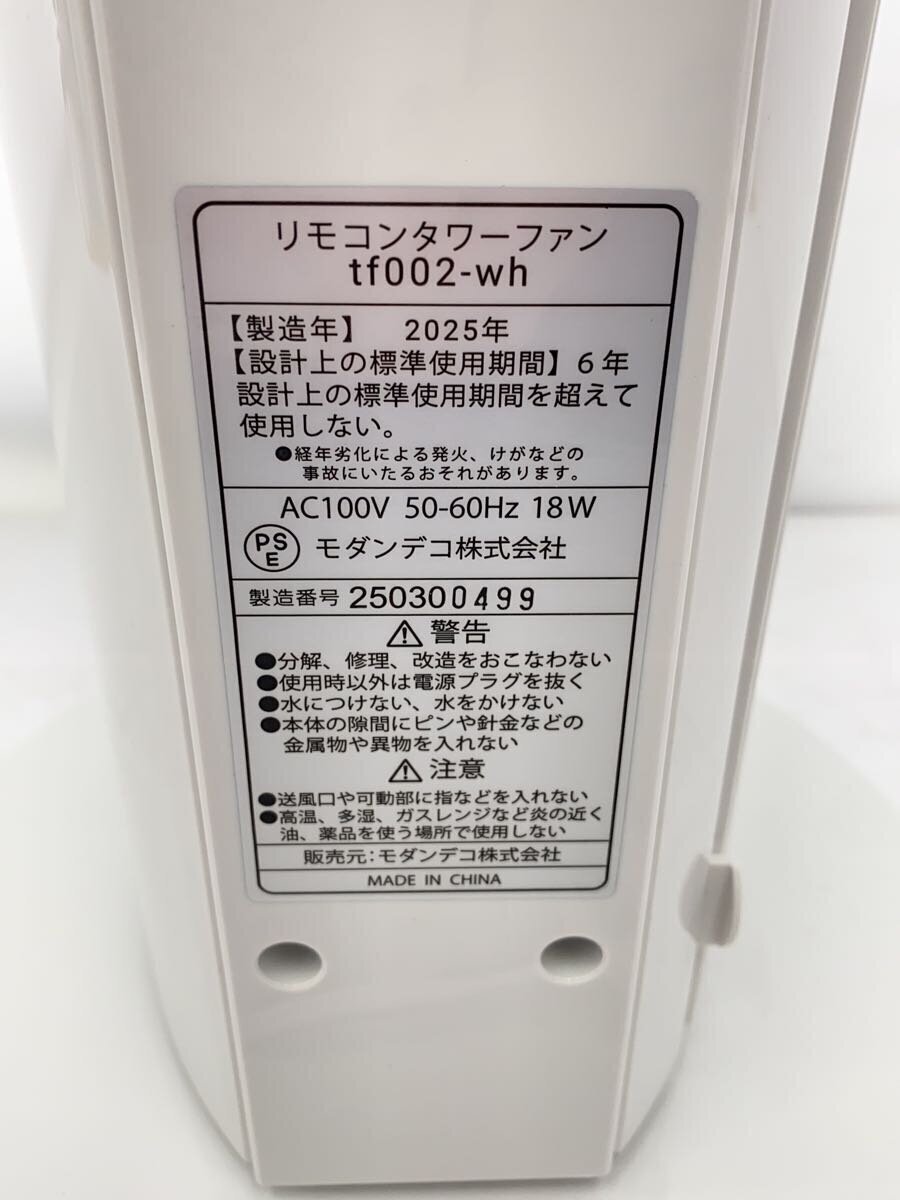 リモコンタワーファン
tf002-wh
【製造年】 2025年
【設計上の標準使用期間】6年
設計上の標準使用期間を超えて
使用しない。
●経年劣化による発火、けがなどの
事故にいたるおそれがあります。
AC100V 50-60Hz 18W
PSE モダンデコ株式会社
製造番号 250300499
⚠警告
●分解、修理、改造をおこなわない
●使用時以外は電源プラグを抜く
●水につけない、水をかけない
●本体の隙間にピンや針金などの
金属物や異物を入れない
⚠注意
●送風口や可動部に指などを入れない
●高温、多湿、ガスレンジなど炎の近く
油、薬品を使う場所で使用しない
販売元:モダンデコ株式会社
MADE IN CHINA